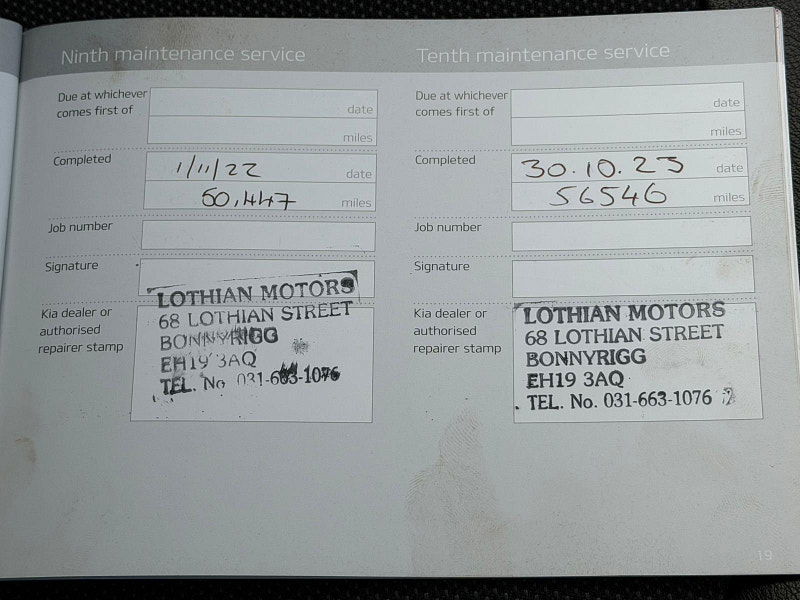 Ninth maintenance service
Due at whichever
comes first of
date
miles
Completed
1/11/22 date
50,447 miles
Job number
Signature
Kia dealer or
authorised
repairer stamp
LOTHIAN MOTORS
68 LOTHIAN STREET
BONNYRIGG
EH19 3AQ
TEL. No 031-663-1076
Tenth maintenance service
Due at whichever
comes first of
date
miles
Completed
30.10.23 date
56546 miles
Job number
Signature
Kia dealer or
authorised
repairer stamp
LOTHIAN MOTORS
68 LOTHIAN STREET
BONNYRIGG
EH19 3AQ
TEL. No. 031-663-1076
19